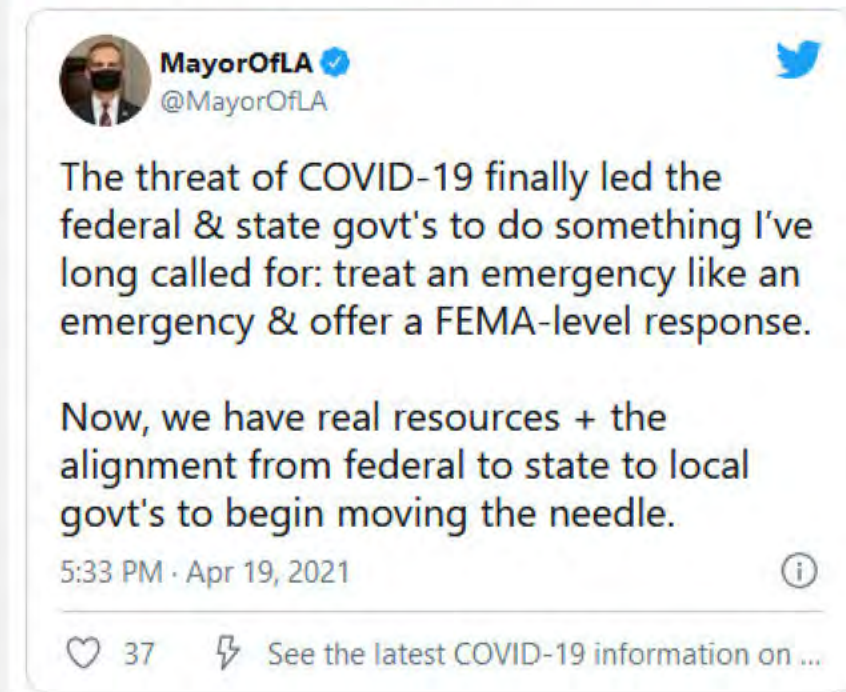 MayorOfLA
@MayorOfLA
The threat of COVID-19 finally led the
federal & state govt's to do something I’ve
long called for: treat an emergency like an
emergency & offer a FEMA-level response.
Now, we have real resources + the
alignment from federal to state to local
govt's to begin moving the needle.
5:33 PM · Apr 19, 2021
37 See the latest COVID-19 information on ...